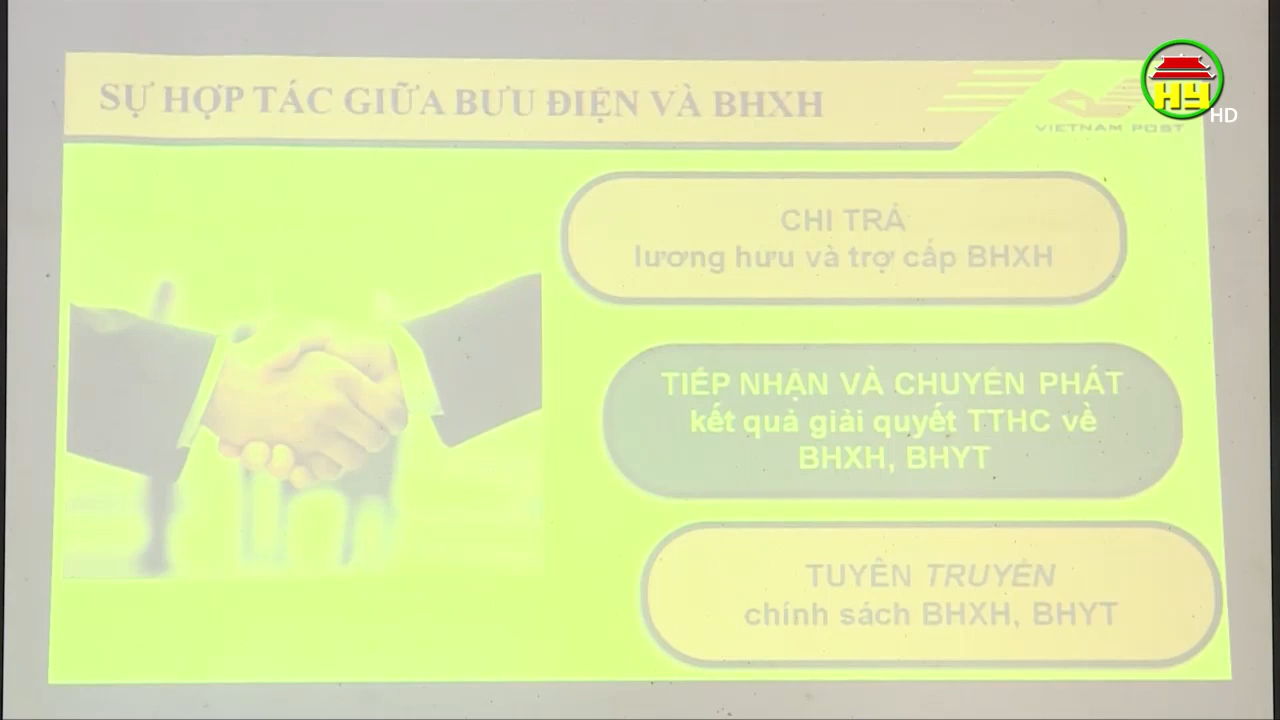 SỰ HỢP TÁC GIỮA BƯU ĐIỆN VÀ BHXH
VIETNAM POST
HY
HD
CHI TRẢ
lương hưu và trợ cấp BHXH
TIẾP NHẬN VÀ CHUYỂN PHÁT
kết quả giải quyết TTHC về
BHXH, BHYT
TUYÊN TRUYỀN
chính sách BHXH, BHYT